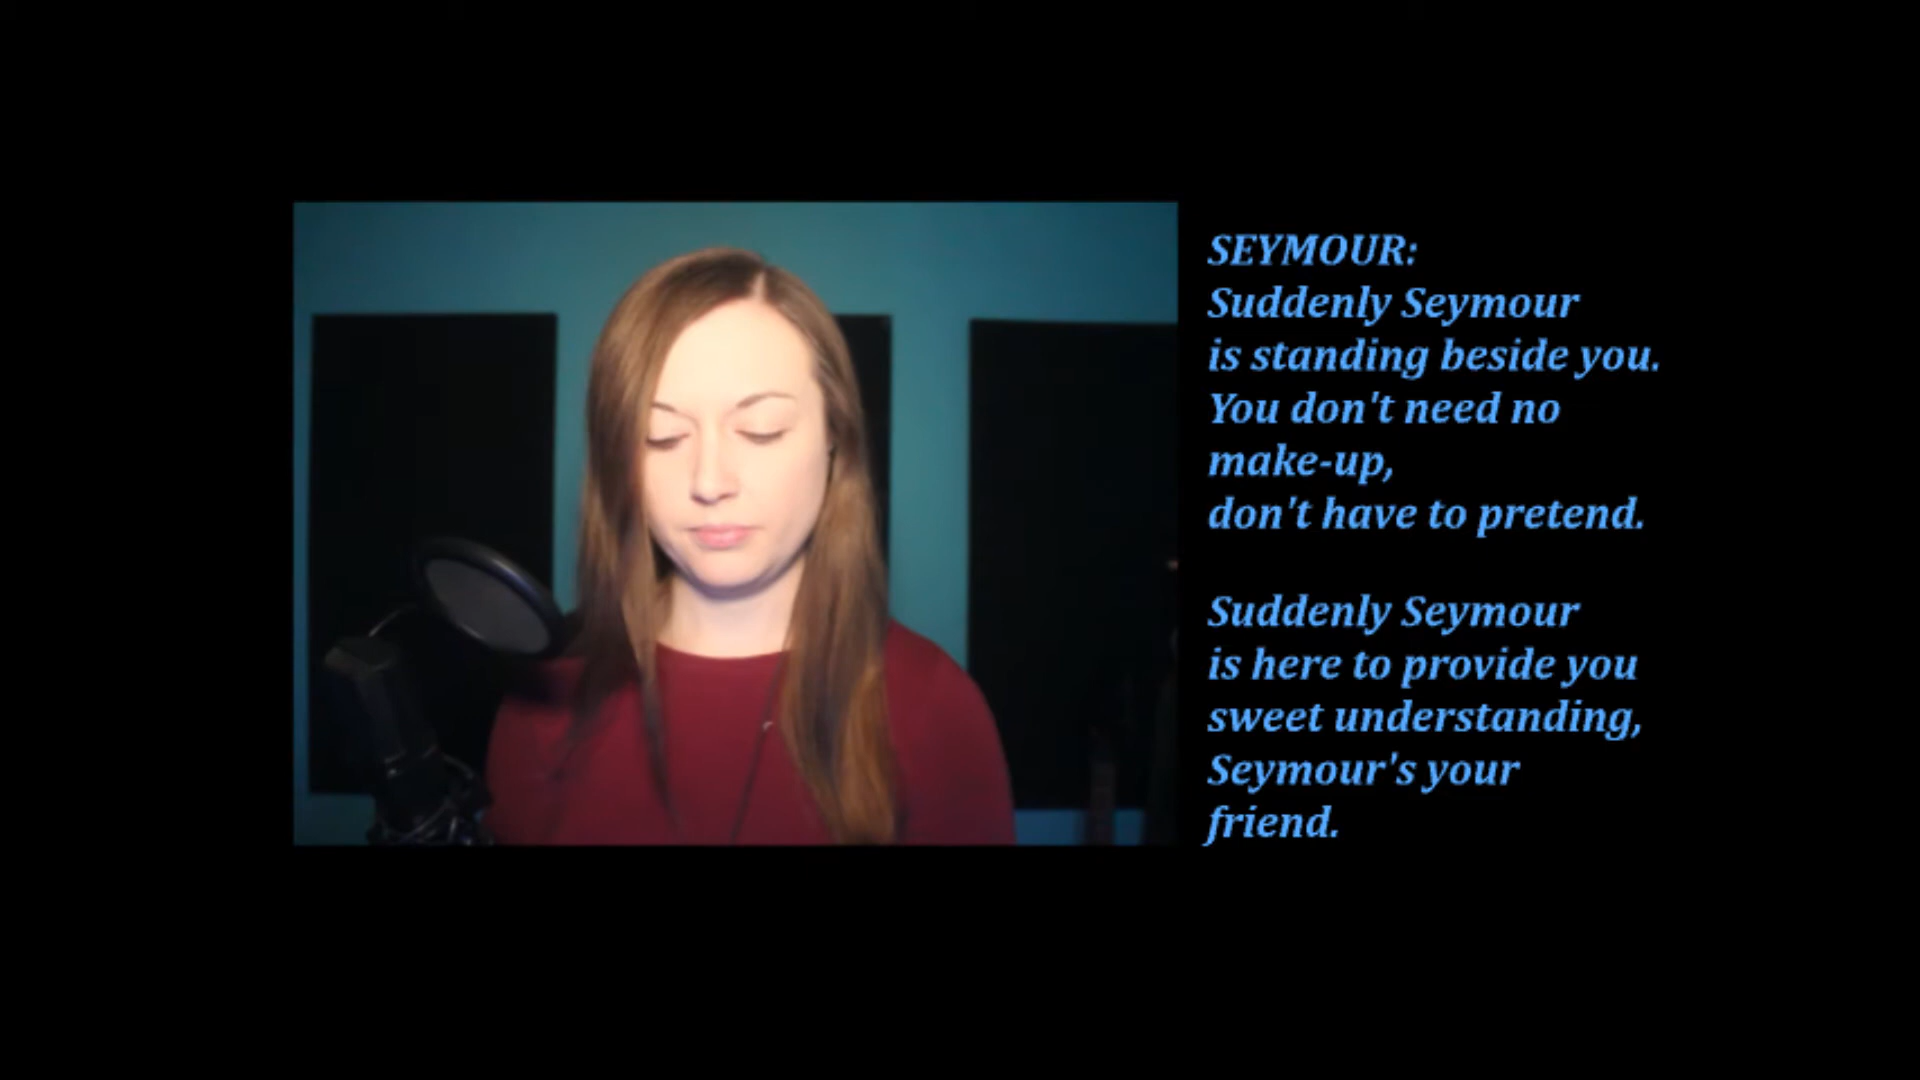 SEYMOUR:
Suddenly Seymour
is standing beside you.
You don't need no
make-up,
don't have to pretend.
Suddenly Seymour
is here to provide you
sweet understanding,
Seymour's your
friend.